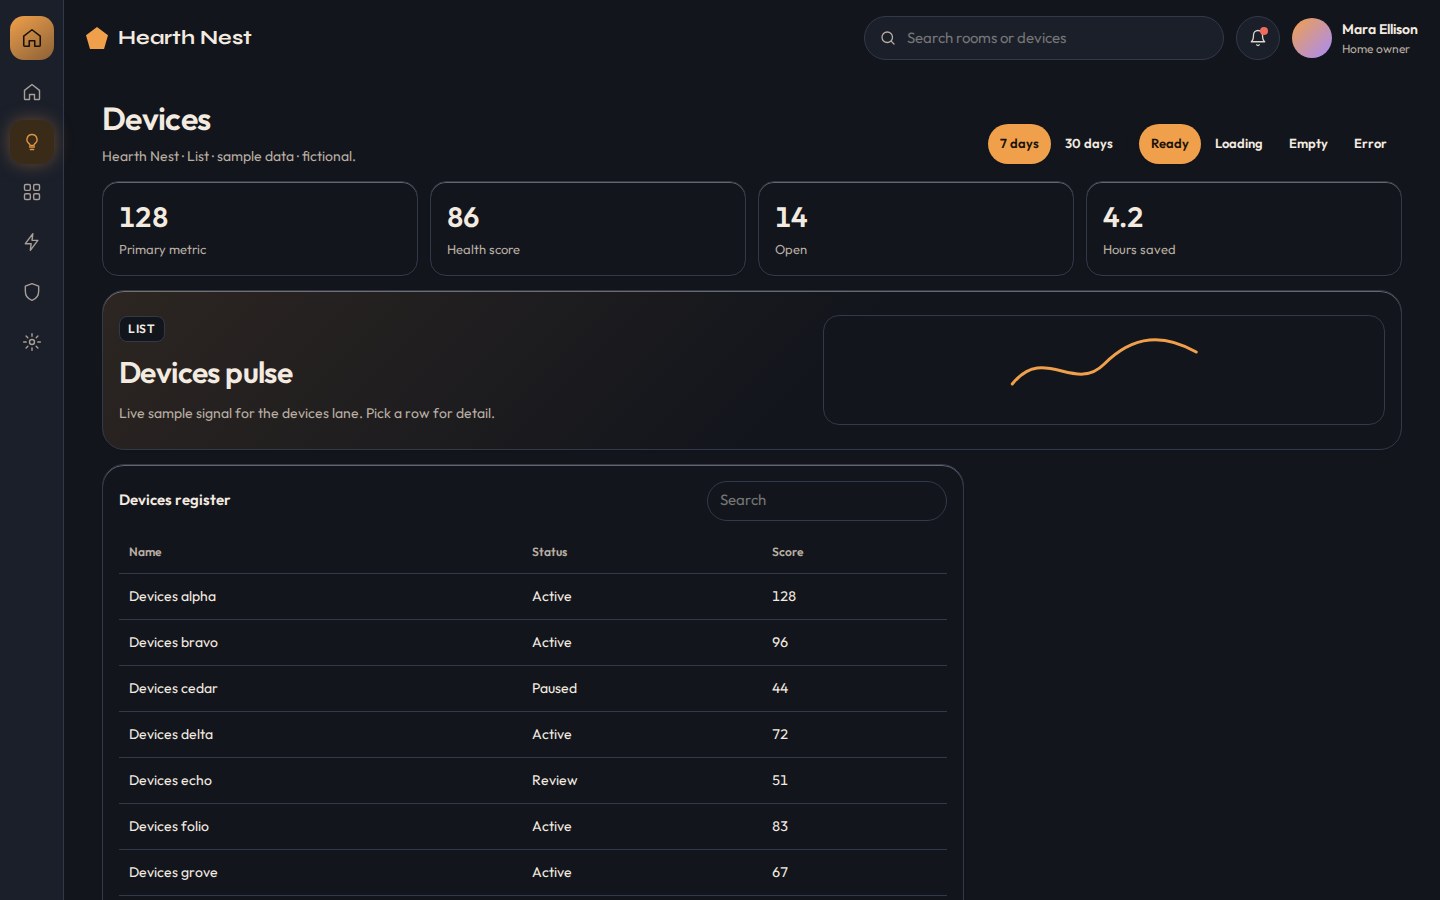 Hearth Nest
Search rooms or devices
Mara Ellison
Home owner
Devices
Hearth Nest · List · sample data · fictional.
7 days
30 days
Ready
Loading
Empty
Error
128
Primary metric
86
Health score
14
Open
4.2
Hours saved
LIST
Devices pulse
Live sample signal for the devices lane. Pick a row for detail.
Devices register
Search
Name Status Score
Devices alpha Active 128
Devices bravo Active 96
Devices cedar Paused 44
Devices delta Active 72
Devices echo Review 51
Devices folio Active 83
Devices grove Active 67